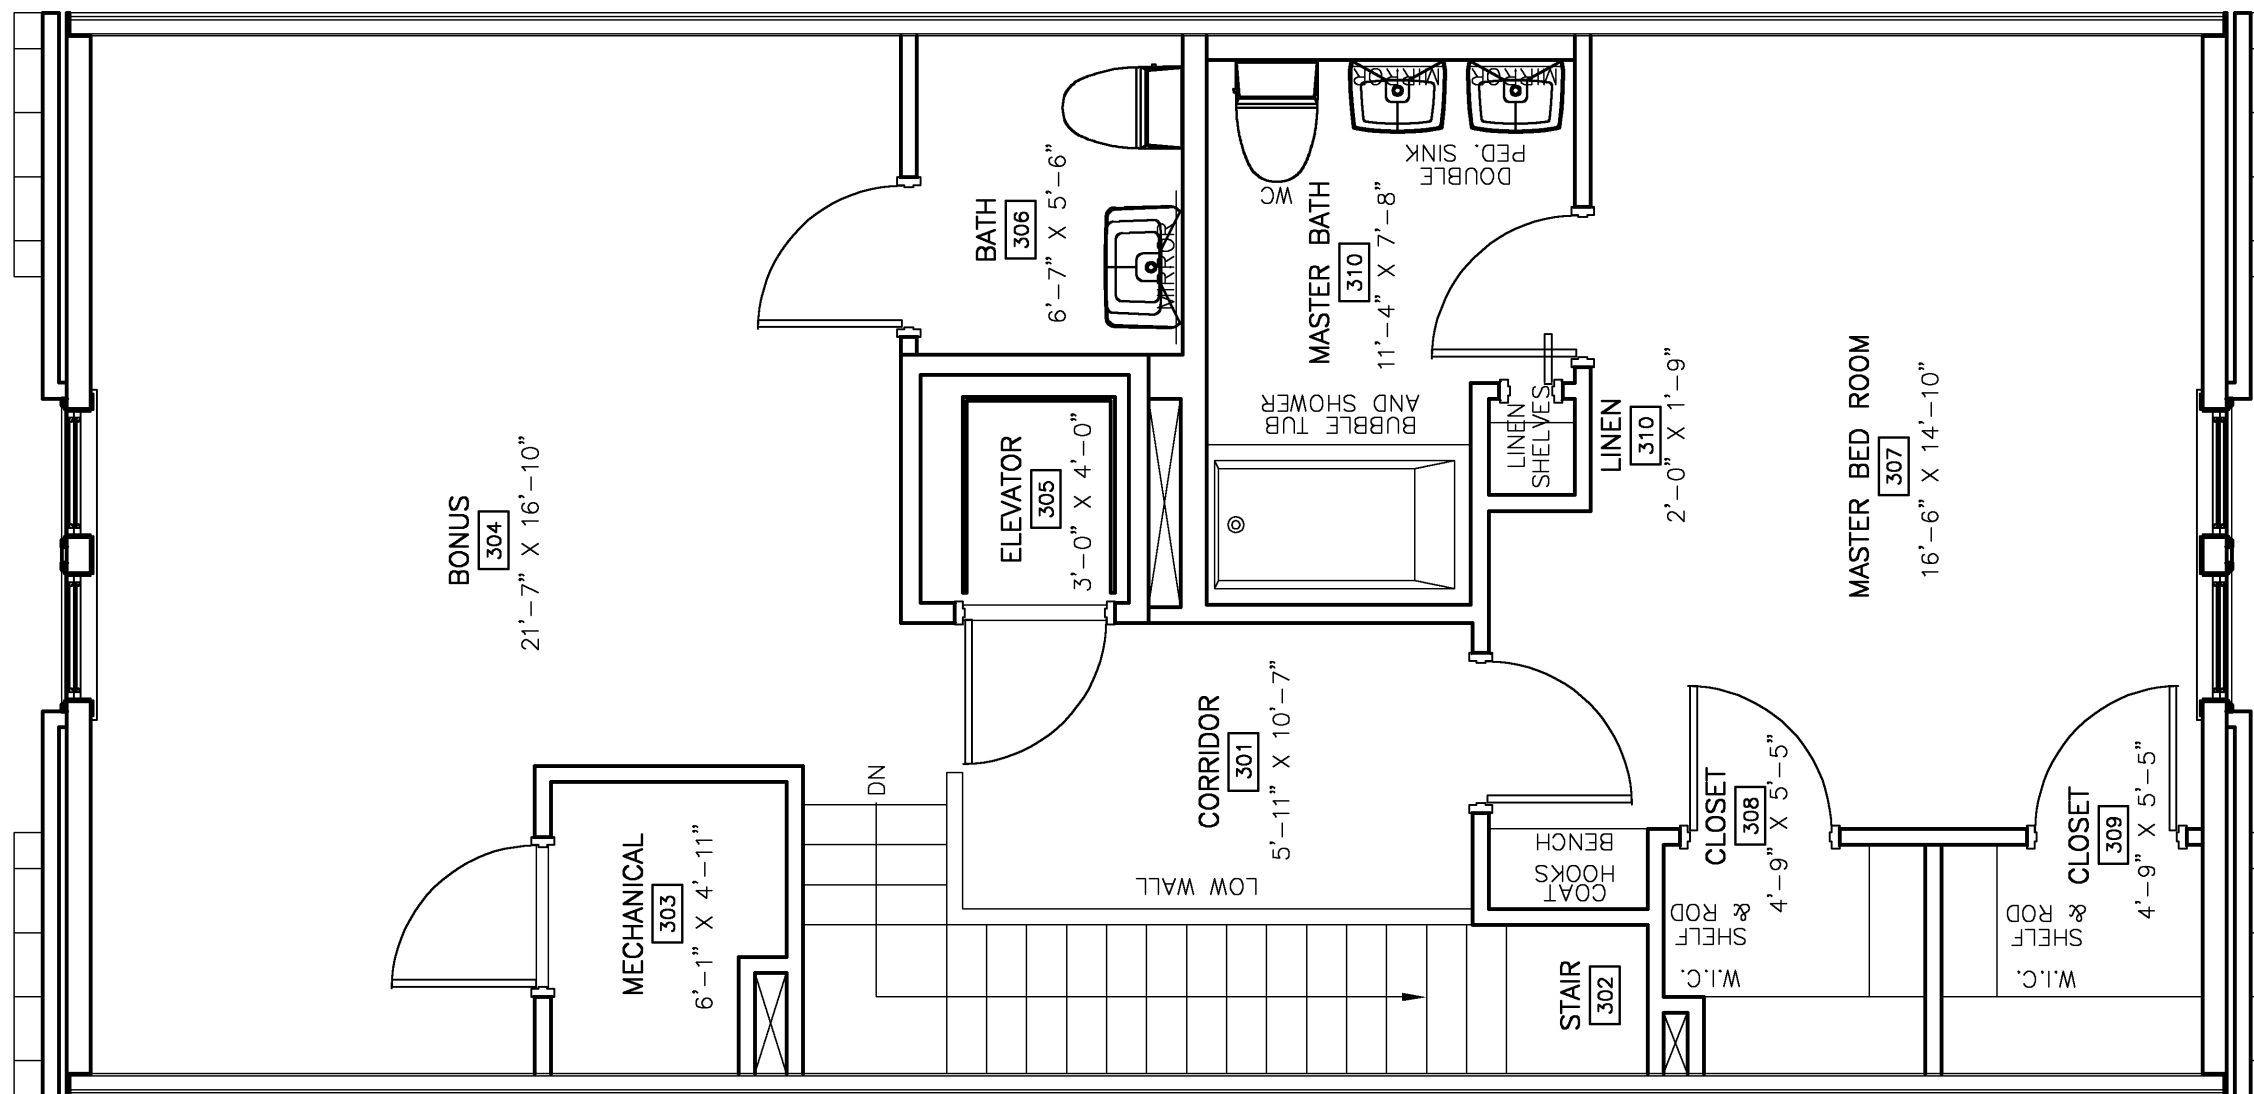 BONUS
304
21'-7" X 16'-10"
MECHANICAL
303
6'-1" X 4'-11"
DN
BATH
306
6'-7" X 5'-6"
MIRROR
ELEVATOR
305
3'-0" X 4'-0"
CORRIDOR
301
5'-11" X 10'-7"
LOW WALL
WC
MASTER BATH
310
11'-4" X 7'-8"
MIRROR
MIRROR
DOUBLE
PED. SINK
BUBBLE TUB
AND SHOWER
LINEN
SHELVES
LINEN
310
2'-0" X 1'-9"
MASTER BED ROOM
307
16'-6" X 14'-10"
COAT
HOOKS
BENCH
STAIR
302
CLOSET
308
4'-9" X 5'-5"
SHELF
& ROD
W.I.C.
CLOSET
309
4'-9" X 5'-5"
SHELF
& ROD
W.I.C.